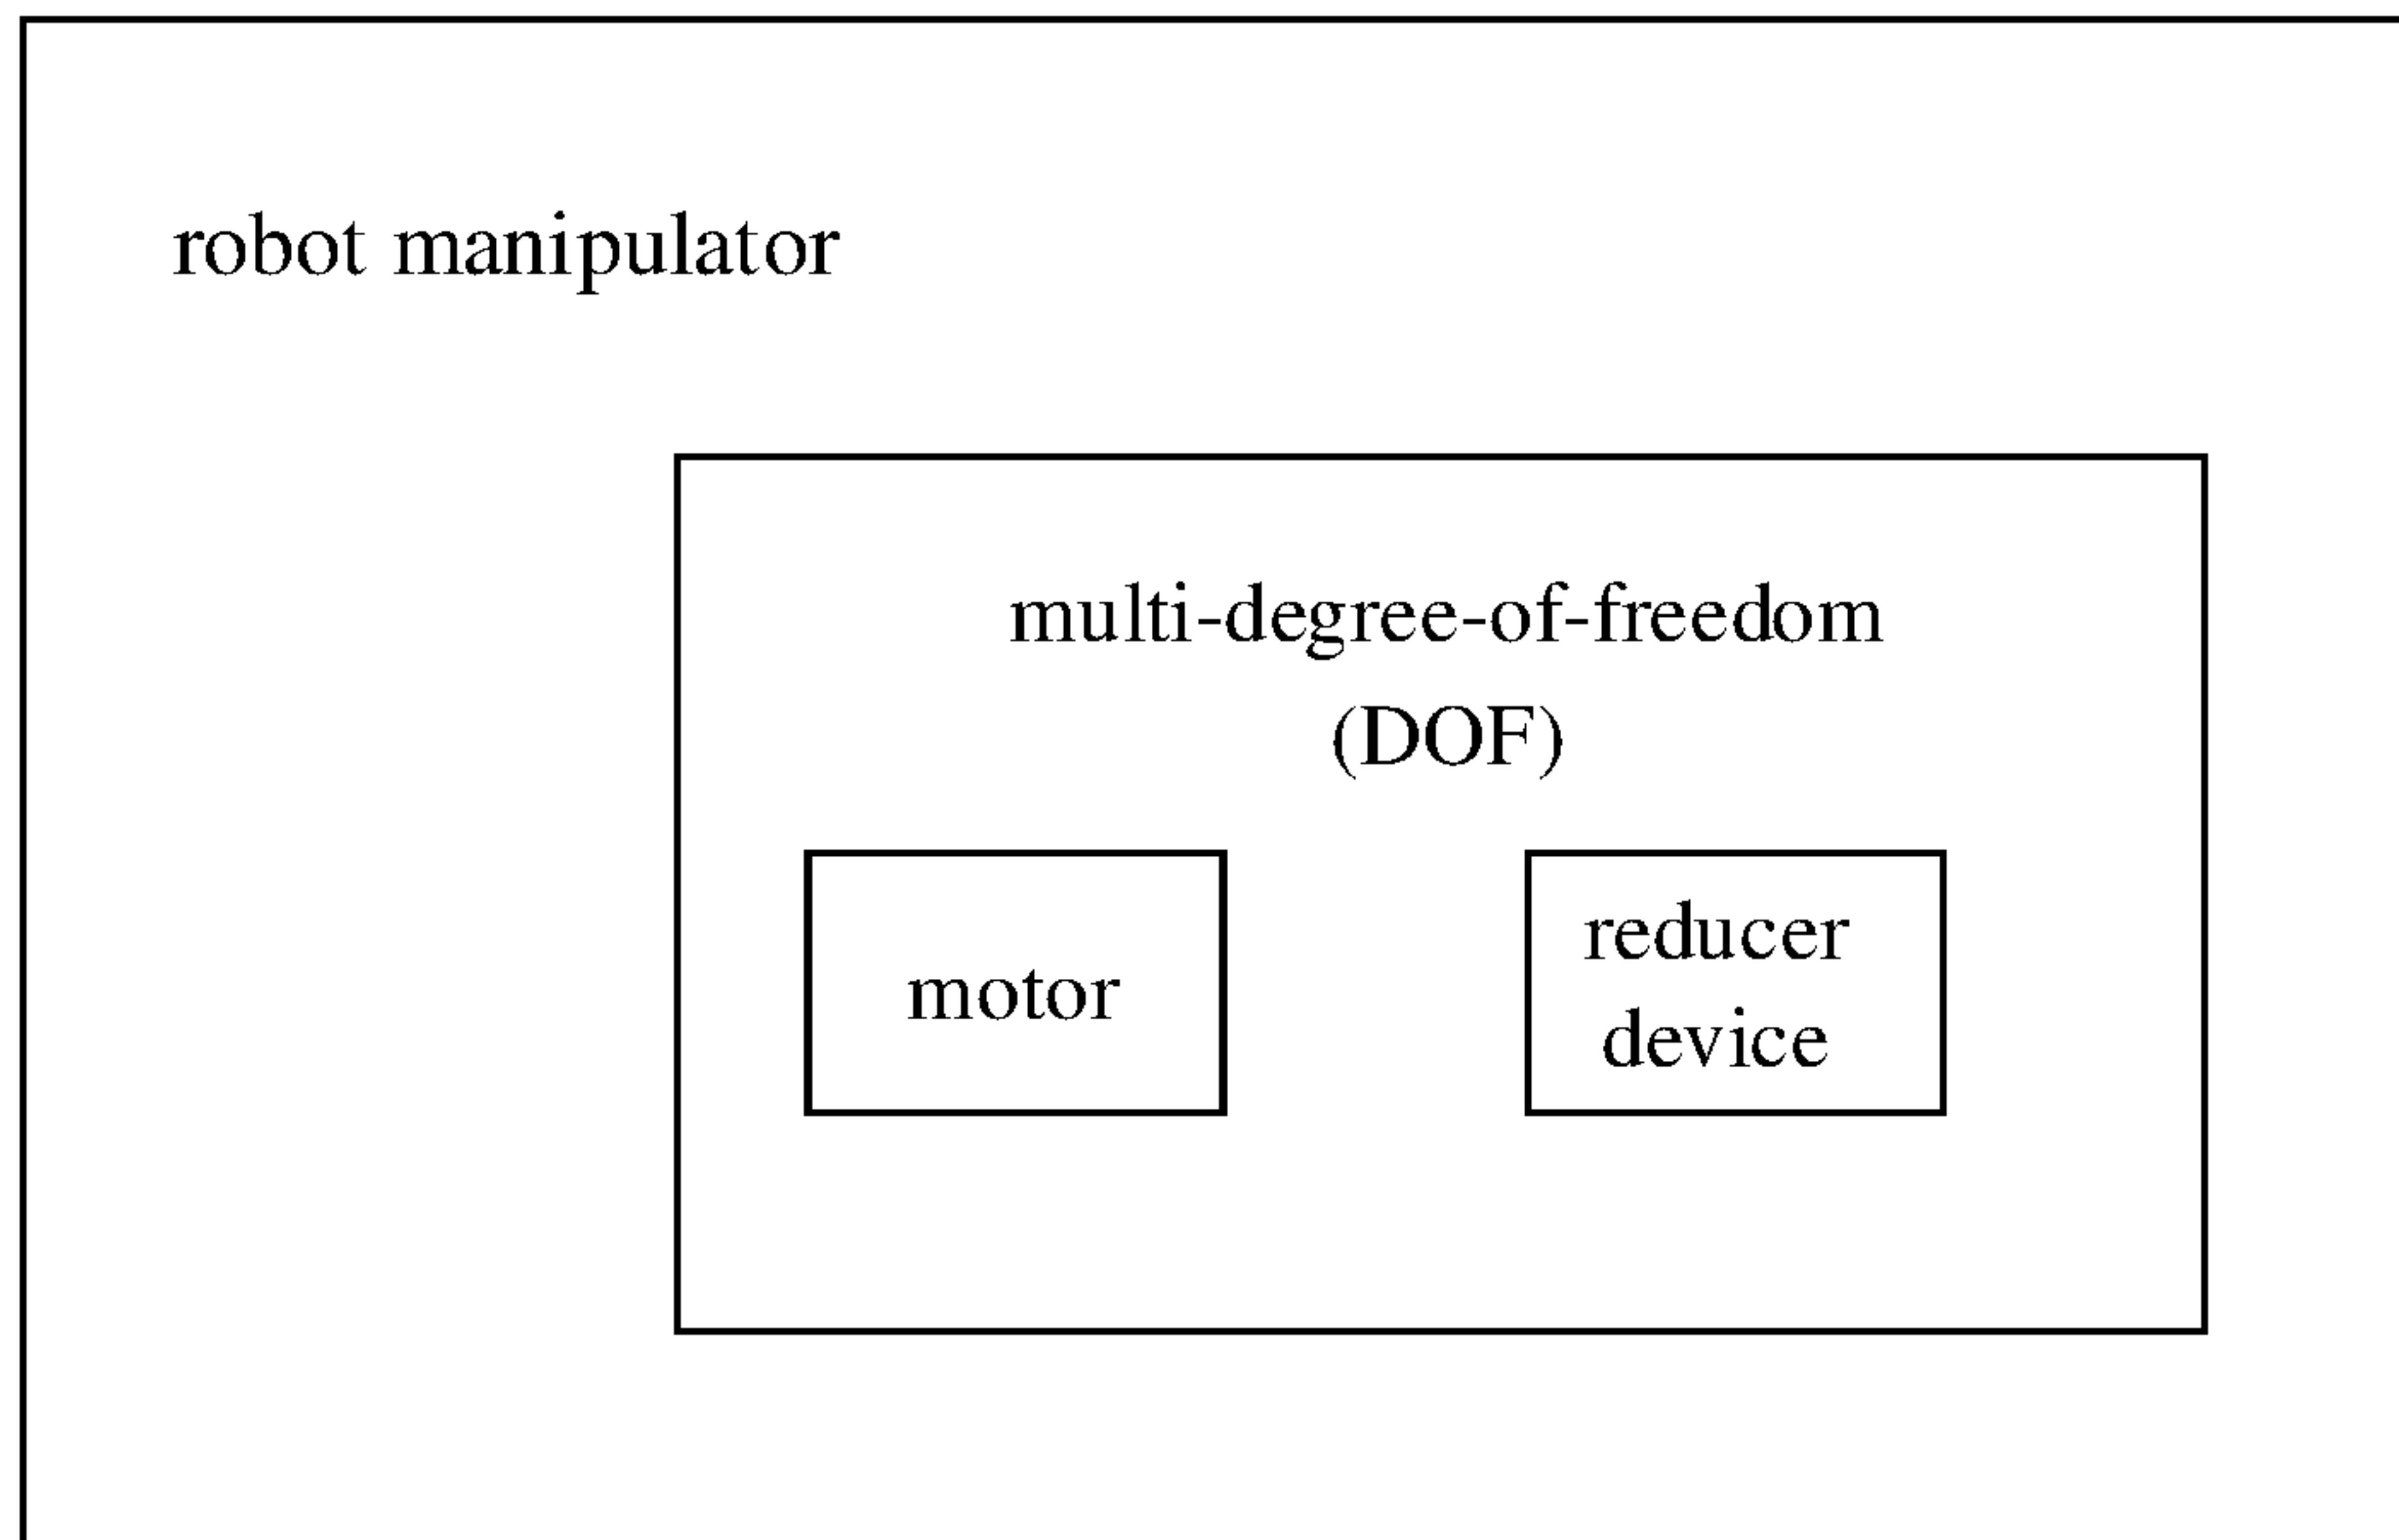 robot manipulator
multi-degree-of-freedom
(DOF)
motor
reducer
device